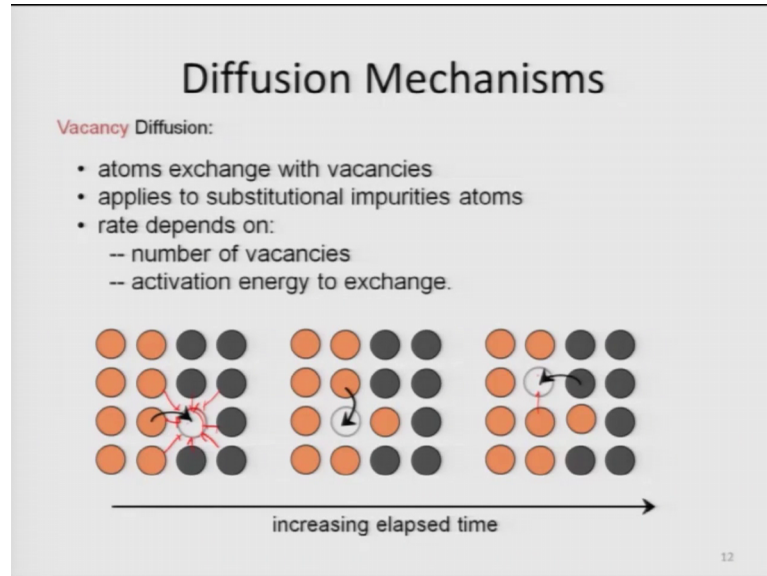 Diffusion Mechanisms
Vacancy Diffusion:
• atoms exchange with vacancies
• applies to substitutional impurities atoms
• rate depends on:
-- number of vacancies
-- activation energy to exchange.
increasing elapsed time
12